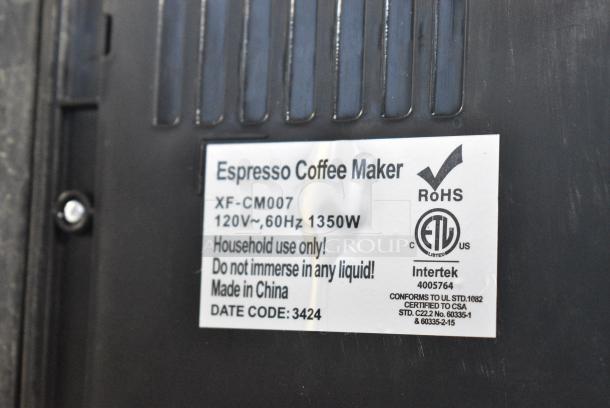 Espresso Coffee Maker
XF-CM007
120V~,60Hz 1350W
Household use only!
Do not immerse in any liquid!
Made in China
DATE CODE: 3424
RoHS
C ETL US
LISTED
Intertek
4005764
CONFORMS TO UL STD.1082
CERTIFIED TO CSA
STD. C22.2 No. 60335-1
& 60335-2-15
GROUP